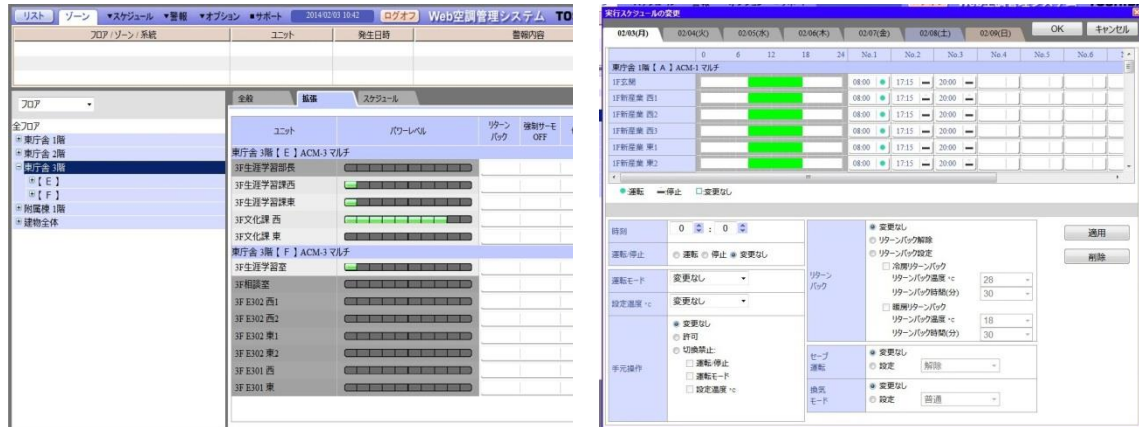 リスト ゾーン ▼スケジュール ▼警報 ▼オプション ■サポート 2014/02/03 10:42 ログオフ Web空調管理システム TO
フロア/ゾーン/系統 ユニット 発生日時 警報内容
フロア
全フロア
東庁舎 1階
東庁舎 2階
東庁舎 3階
【 E 】
【 F 】
附属棟 1階
建物全体
全般 拡張 スケジュール
ユニット パワーレベル リターンバック 強制サーモOFF
東庁舎 3階【 E 】ACM-3 マルチ
3F生涯学習部長
3F生涯学習課西
3F生涯学習課東
3F文化課 西
3F文化課 東
東庁舎 3階【 F 】ACM-3 マルチ
3F生涯学習室
3F相談室
3F E302 西1
3F E302 西2
3F E302 東1
3F E302 東2
3F E301 西
3F E301 東
実行スケジュールの変更
02/03(月) 02/04(火) 02/05(水) 02/06(木) 02/07(金) 02/08(土) 02/09(日) OK キャンセル
0 6 12 18 24 No.1 No.2 No.3 No.4 No.5 No.6
東庁舎 1階【 A 】ACM-1 マルチ
1F玄関 08:00 17:15 20:00
1F新産業 西1 08:00 17:15 20:00
1F新産業 西2 08:00 17:15 20:00
1F新産業 西3 08:00 17:15 20:00
1F新産業 東1 08:00 17:15 20:00
1F新産業 東2 08:00 17:15 20:00
運転 停止 変更なし
時刻 0 : 0
運転/停止 運転 停止 変更なし
運転モード 変更なし
設定温度 ℃ 変更なし
手元操作
変更なし
許可
切換禁止:
運転/停止
運転モード
設定温度 ℃
リターンバック
変更なし
リターンバック解除
リターンバック設定
冷房リターンバック
リターンバック温度 ℃ 28
リターンバック時間(分) 30
暖房リターンバック
リターンバック温度 ℃ 18
リターンバック時間(分) 30
セーブ運転
変更なし
設定 解除
換気モード
変更なし
設定 普通
適用
削除